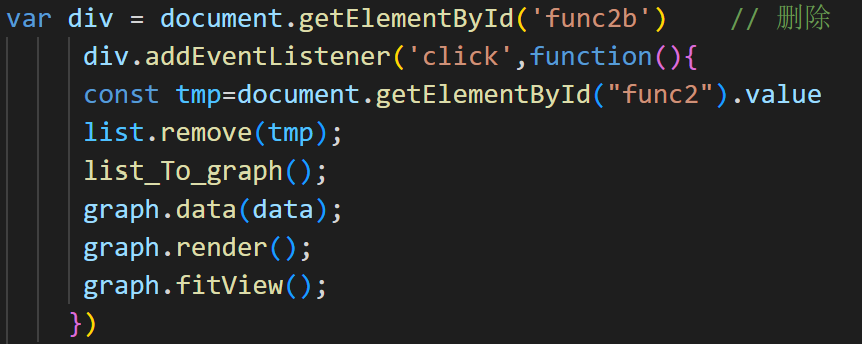 var div = document.getElementById('func2b')    // 删除
div.addEventListener('click',function(){
const tmp=document.getElementById("func2").value
list.remove(tmp);
list_To_graph();
graph.data(data);
graph.render();
graph.fitView();
})